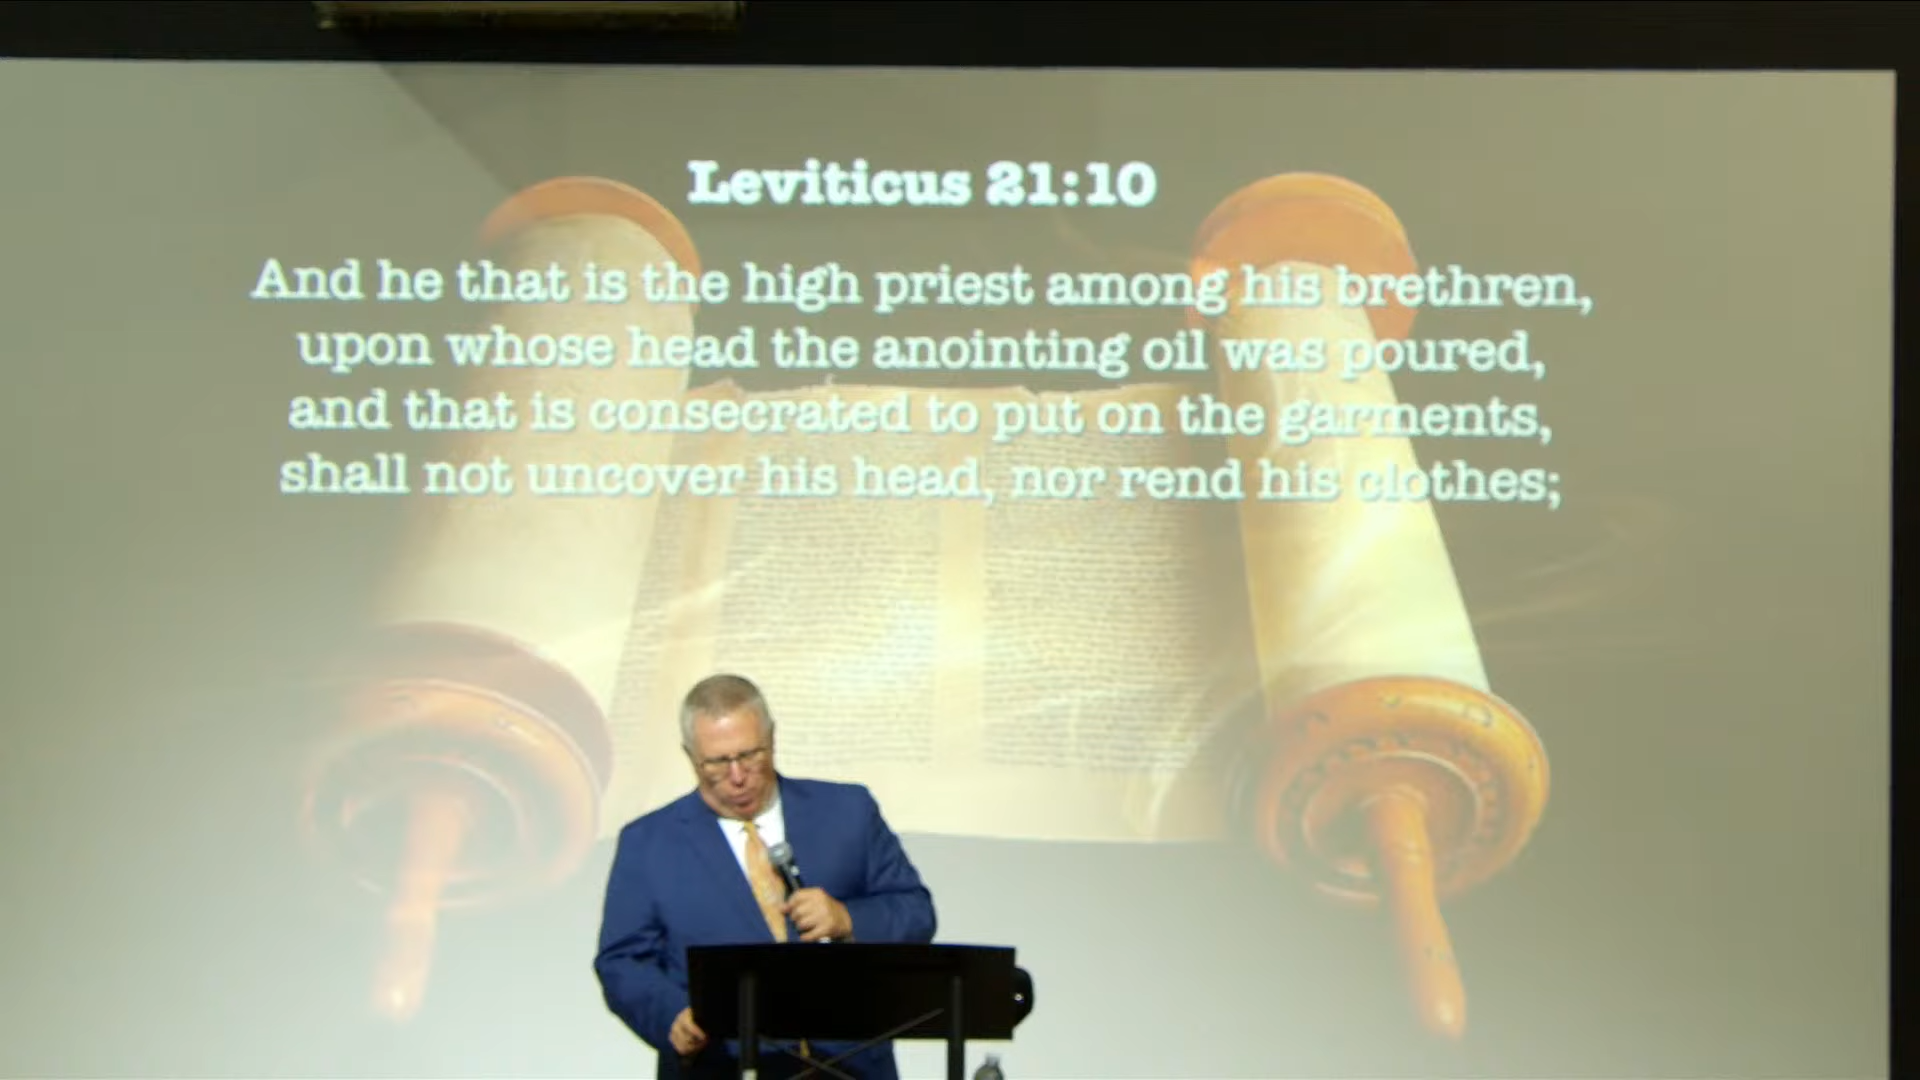 Leviticus 21:10
And he that is the high priest among his brethren,
upon whose head the anointing oil was poured,
and that is consecrated to put on the garments,
shall not uncover his head, nor rend his clothes;